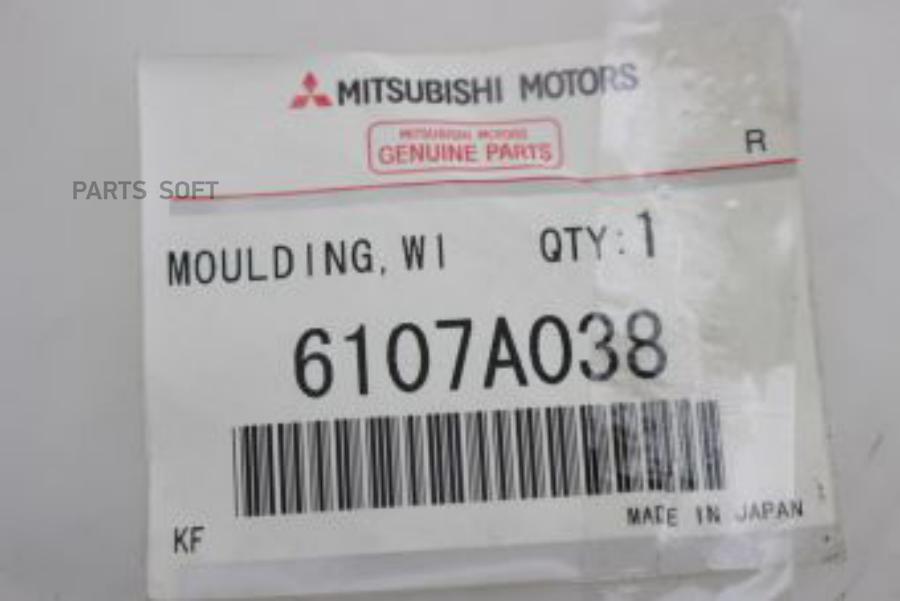 MITSUBISHI MOTORS
MITSUBISHI MOTORS
GENUINE PARTS
R
PARTS SOFT
MOULDING, WI QTY: 1
6107A038
MADE IN JAPAN
KF